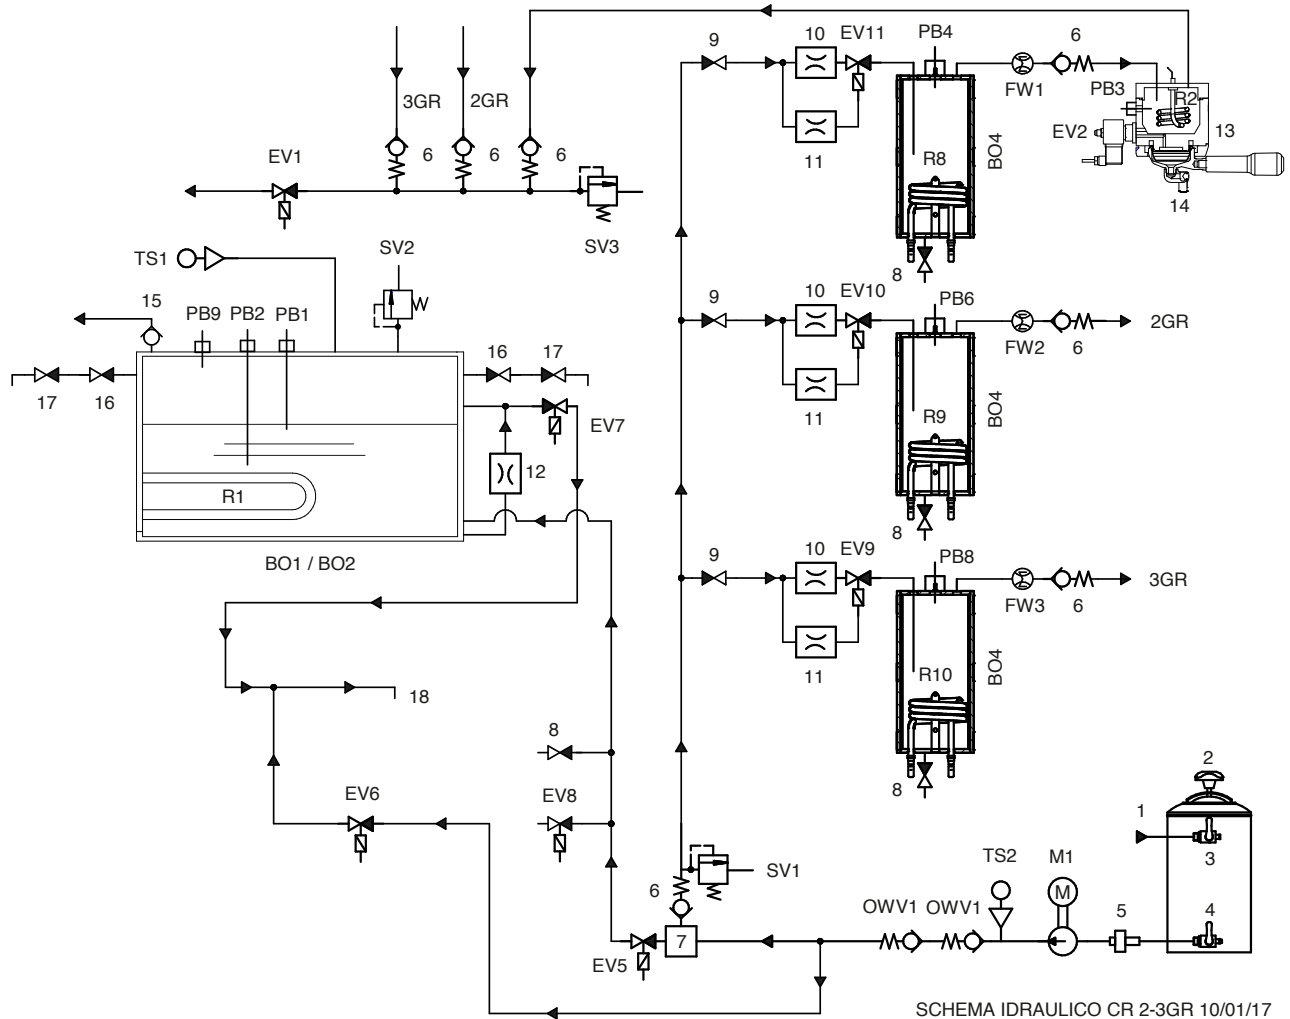 9
10
EV11
PB4
6
FW1
PB3
R2
EV2
13
14
11
R8
BO4
8
3GR
2GR
6
6
6
EV1
SV3
TS1
SV2
15
PB9
PB2
PB1
17
16
16
17
EV7
12
R1
BO1 / BO2
9
10
EV10
PB6
FW2
6
2GR
11
R9
BO4
8
9
10
EV9
PB8
FW3
6
3GR
11
R10
BO4
8
18
8
EV6
EV8
6
SV1
7
EV5
OWV1
OWV1
TS2
M1
M
5
1
2
3
4
SCHEMA IDRAULICO CR 2-3GR 10/01/17